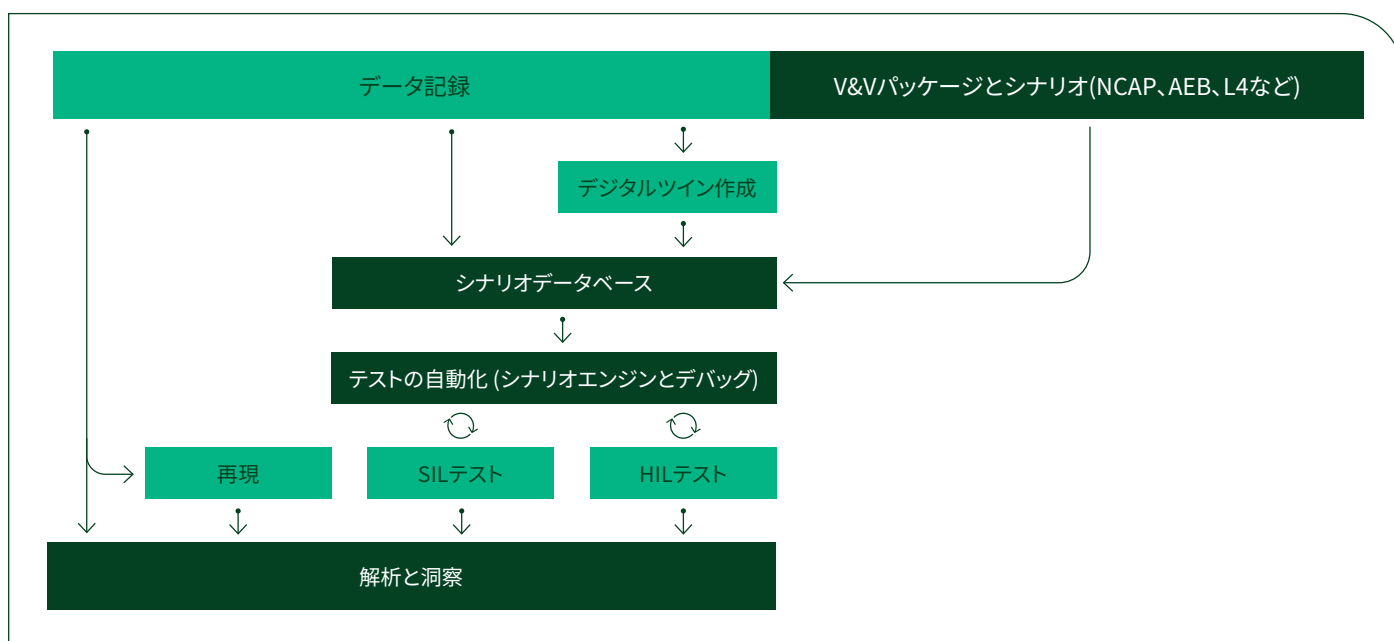 データ記録
V&Vパッケージとシナリオ(NCAP、AEB、L4など)
デジタルツイン作成
シナリオデータベース
テストの自動化 (シナリオエンジンとデバッグ)
再現
SILテスト
HILテスト
解析と洞察